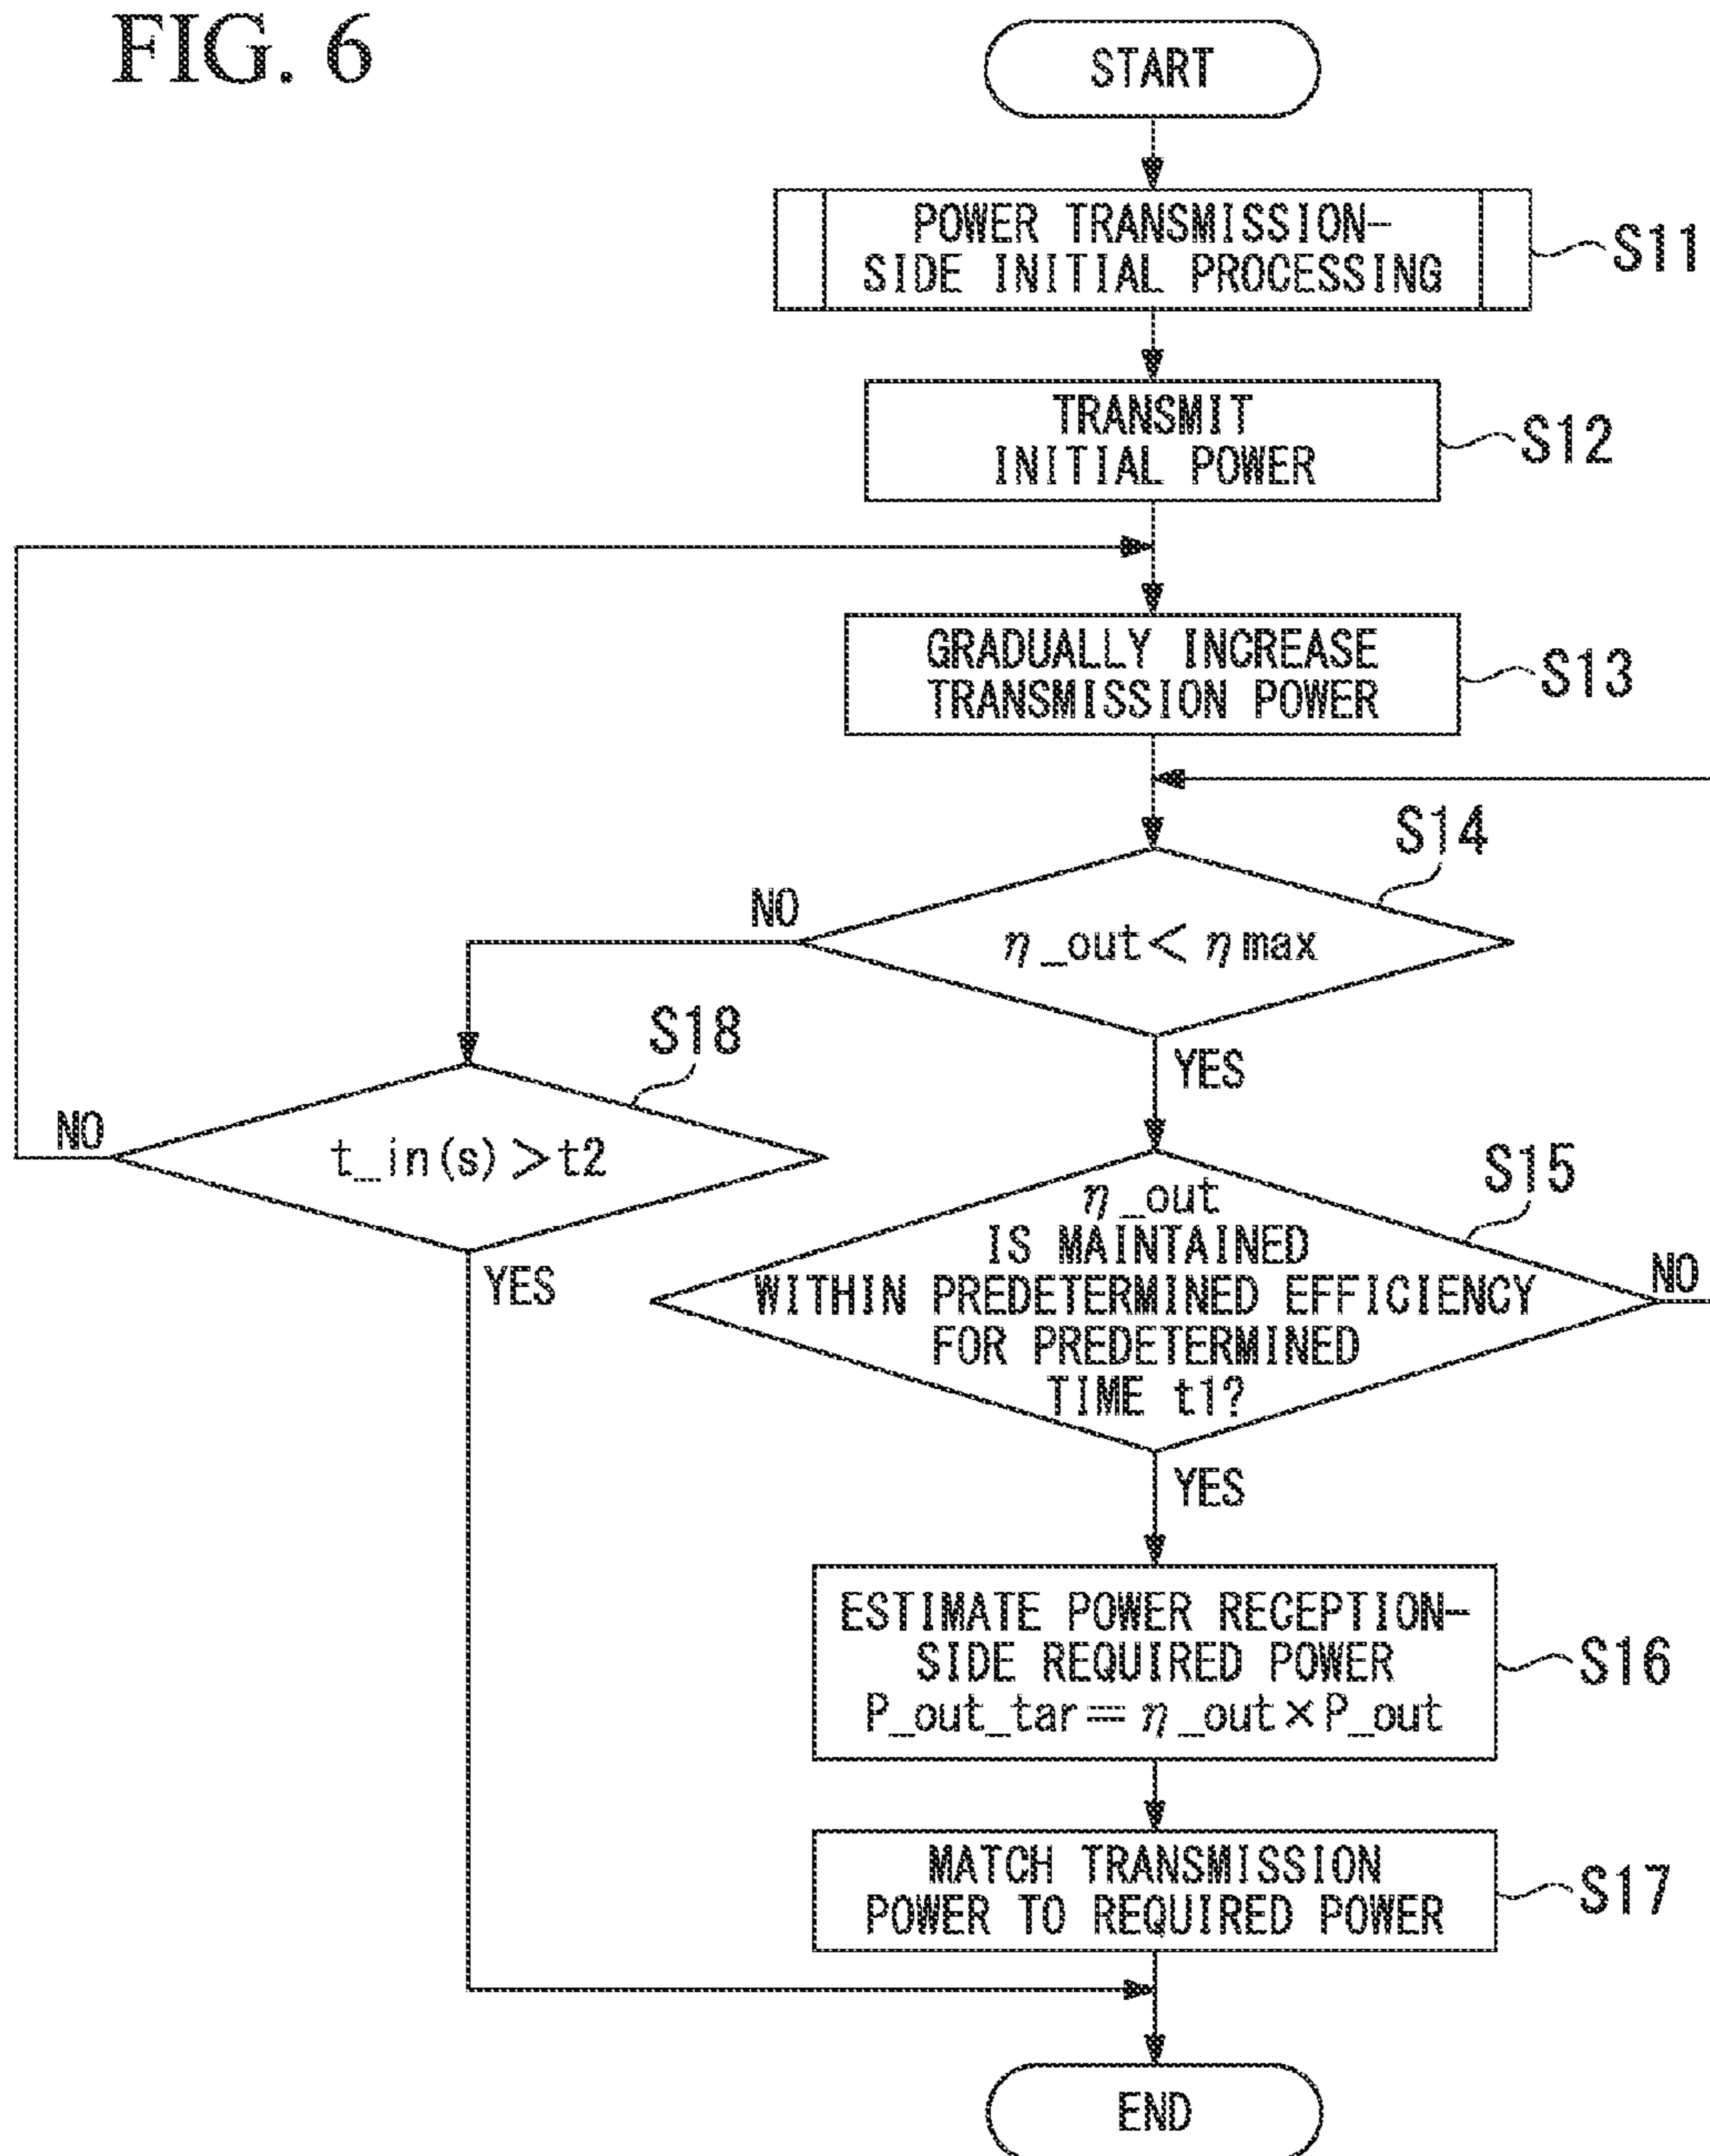 FIG. 6
START
POWER TRANSMISSION-
SIDE INITIAL PROCESSING
S11
TRANSMIT
INITIAL POWER
S12
GRADUALLY INCREASE
TRANSMISSION POWER
S13
S14
NO
η_out < ηmax
YES
S18
NO
t_in(s) > t2
YES
S15
η_out
IS MAINTAINED
WITHIN PREDETERMINED EFFICIENCY
FOR PREDETERMINED
TIME t1?
NO
YES
ESTIMATE POWER RECEPTION-
SIDE REQUIRED POWER
P_out_tar = η_out × P_out
S16
MATCH TRANSMISSION
POWER TO REQUIRED POWER
S17
END